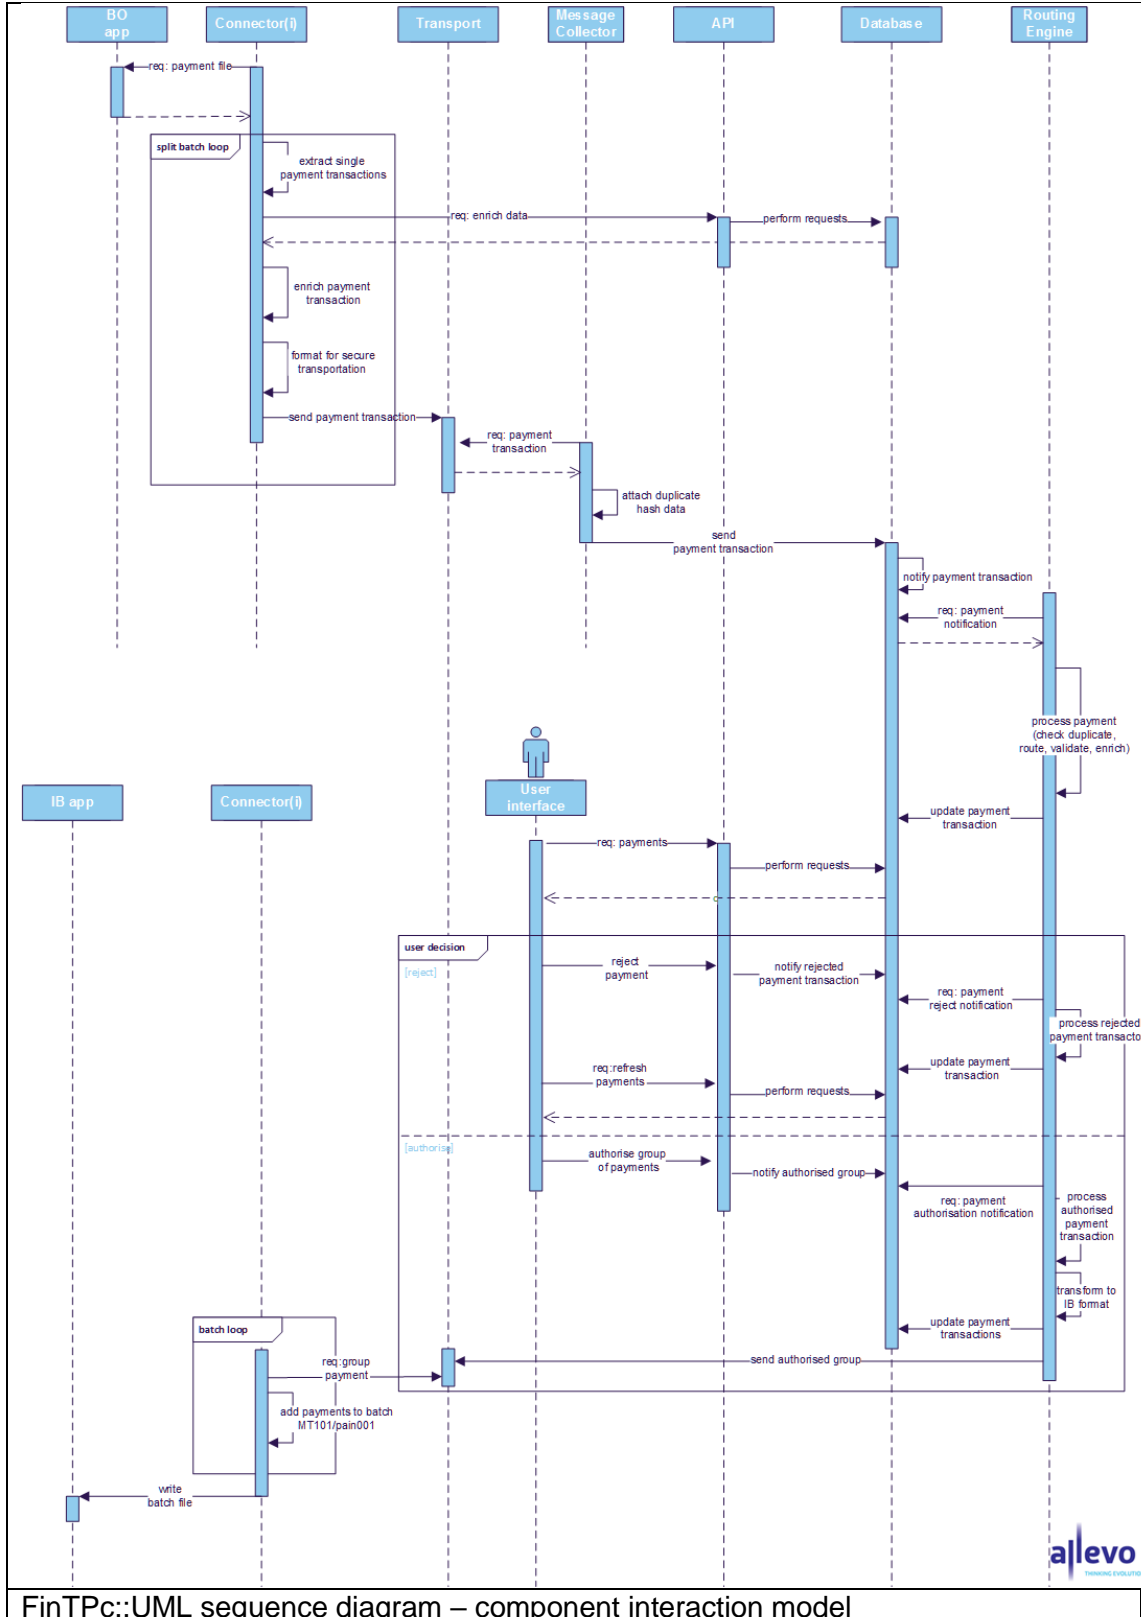 BO
app
Connector(i)
Transport
Message
Collector
API
Database
Routing
Engine
req: payment file
split batch loop
extract single
payment transactions
req: enrich data
perform requests
enrich payment
transaction
format for secure
transportation
send payment transaction
req: payment
transaction
attach duplicate
hash data
send
payment transaction
notify payment transaction
req: payment
notification
process payment
(check duplicate,
route, validate, enrich)
IB app
Connector(i)
User
interface
update payment
transaction
req: payments
perform requests
user decision
[reject]
reject
payment
notify rejected
payment transaction
req: payment
reject notification
process rejected
payment transacto
update payment
transaction
req:refresh
payments
perform requests
[authorise]
authorise group
of payments
notify authorised group
req: payment
authorisation notification
process
authorised
payment
transaction
transform to
IB format
update payment
transactions
batch loop
req:group
payment
send authorised group
add payments to batch
MT101/pain001
write
batch file
allevo
THINKING EVOLUTIO
FinTPc::UML sequence diagram – component interaction model